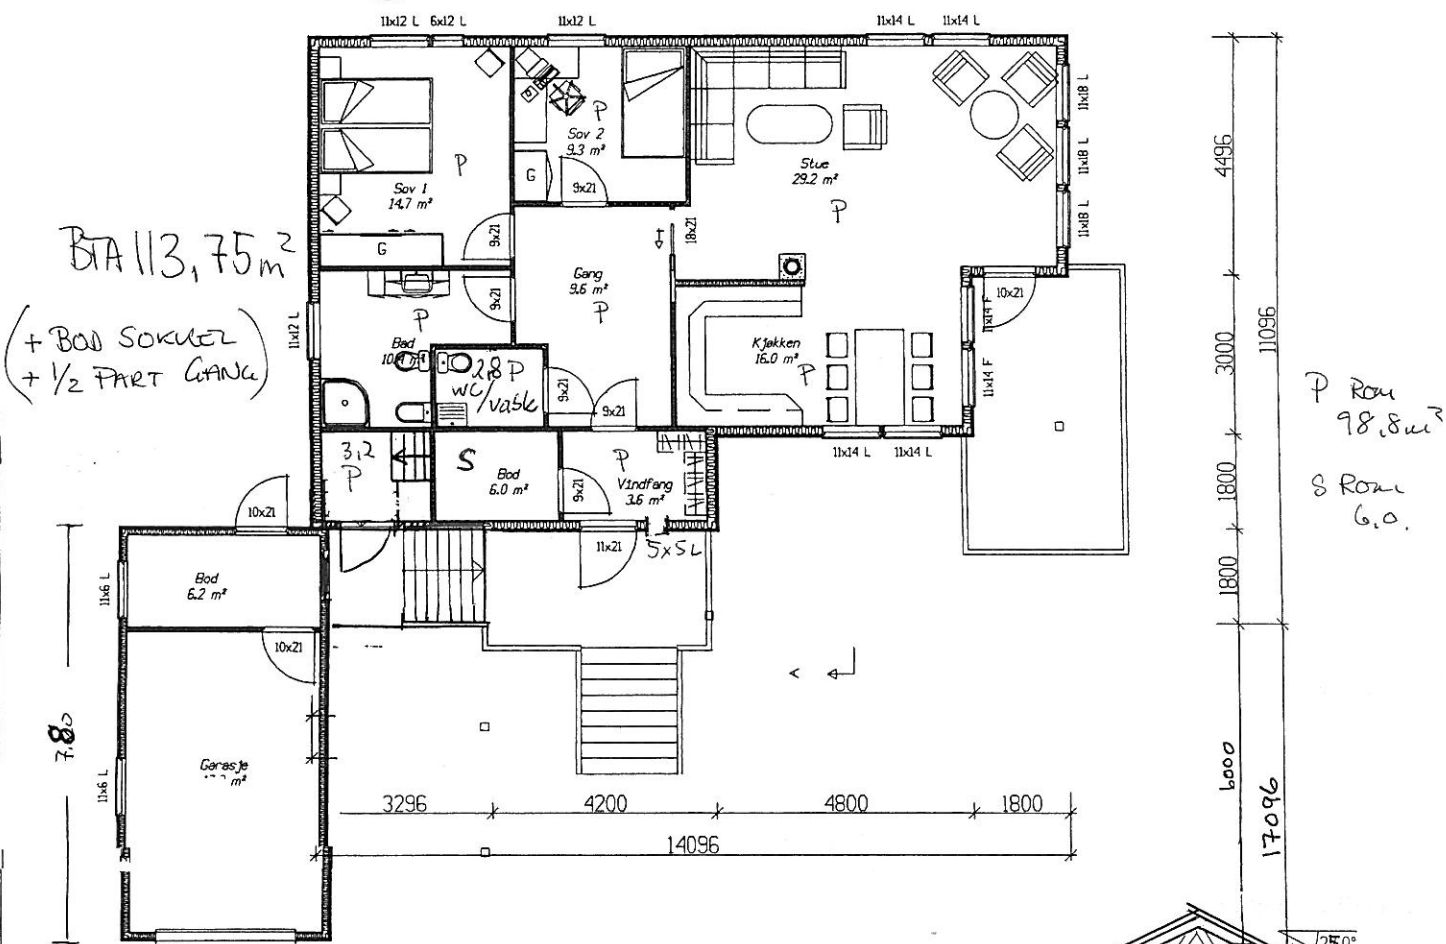 11x12 L 6x12 L 11x12 L 11x14 L 11x14 L
11x18 L
11x18 L
11x18 L
Sov 1
14.7 m²
P
G
9x21
Sov 2
9.3 m²
P
G
9x21
Stue
29.2 m²
P
18x21
BTA 113,75 m²
(+ BOD SOKKEL
+ 1/2 PART GANG)
11x12 L
P
Bad
9x21
Gang
9.6 m²
P
2,8 P
WC/vask
9x21
9x21
Kjøkken
16.0 m²
P
11x14 F
11x14 F
10x21
11x14 L 11x14 L
3,2
P
S
Bod
6.0 m²
9x21
P
Vindfang
3.6 m²
10x21
11x21
5x5 L
Bod
6.2 m²
11x6 L
10x21
Garasje
m²
11x6 L
7.80
3296 4200 4800 1800
14096
4496
3000
1800
1800
6000
11096
17096
P Rom
98,8 m²
S Rom
6,0.